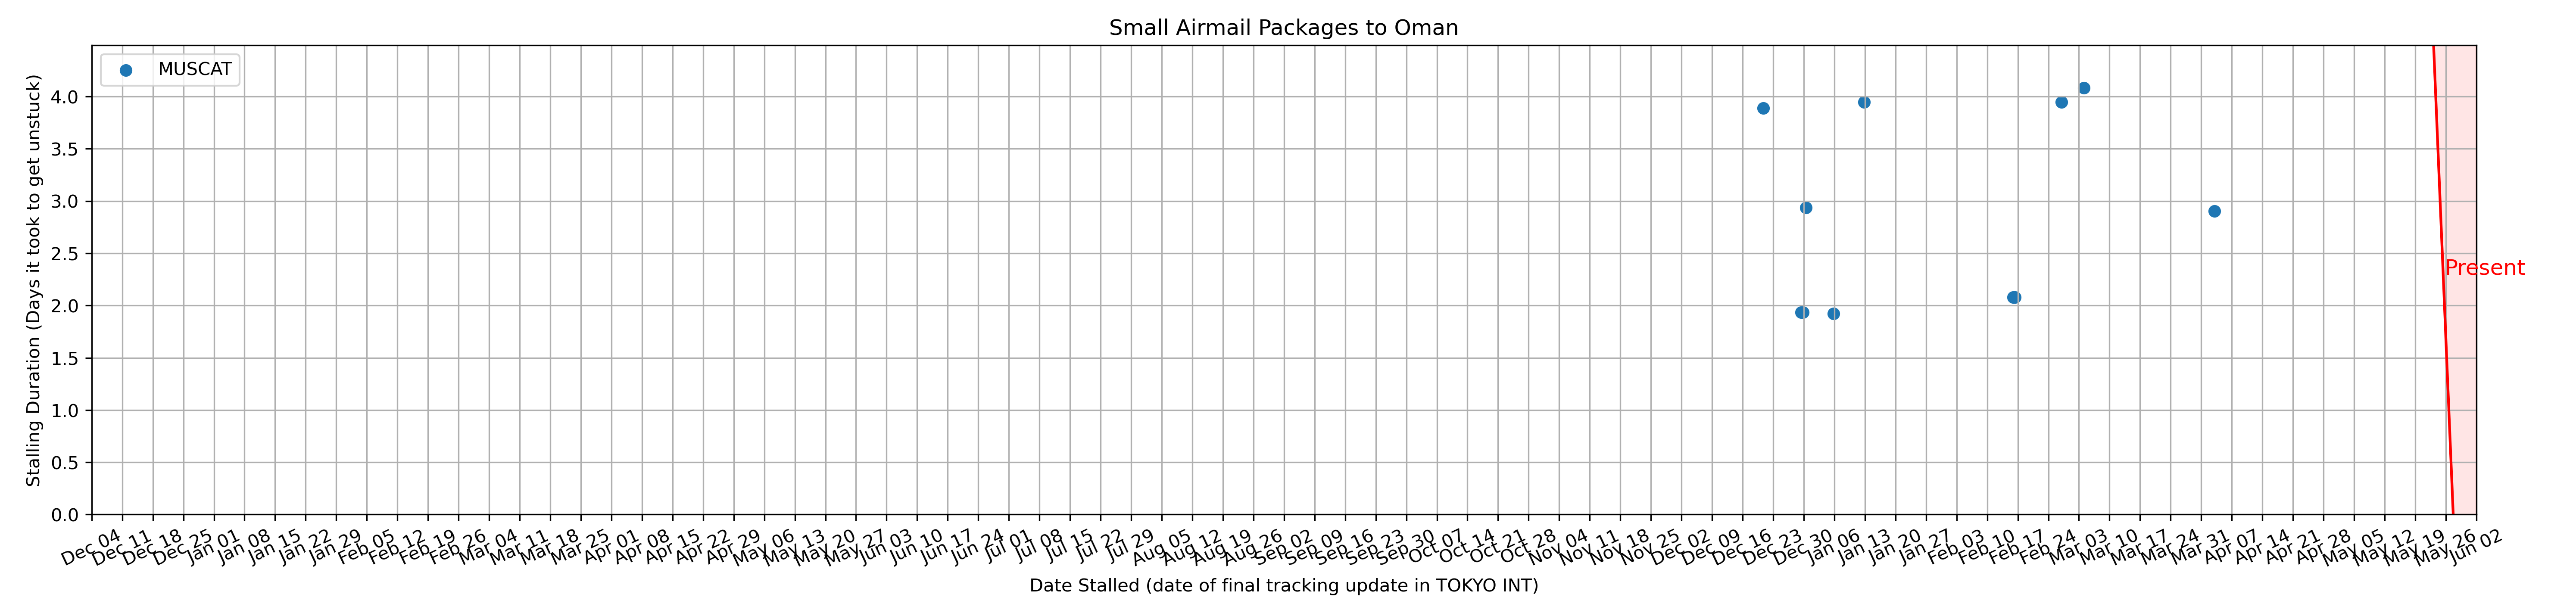 Small Airmail Packages to Oman
MUSCAT
Stalling Duration (Days it took to get unstuck)
4.0
3.5
3.0
2.5
2.0
1.5
1.0
0.5
0.0
Present
Dec 04 Dec 11 Dec 18 Dec 25 Jan 01 Jan 08 Jan 15 Jan 22 Jan 29 Feb 05 Feb 12 Feb 19 Feb 26 Mar 04 Mar 11 Mar 18 Mar 25 Apr 01 Apr 08 Apr 15 Apr 22 Apr 29 May 06 May 13 May 20 May 27 Jun 03 Jun 10 Jun 17 Jun 24 Jul 01 Jul 08 Jul 15 Jul 22 Jul 29 Aug 05 Aug 12 Aug 19 Aug 26 Sep 02 Sep 09 Sep 16 Sep 23 Sep 30 Oct 07 Oct 14 Oct 21 Oct 28 Nov 04 Nov 11 Nov 18 Nov 25 Dec 02 Dec 09 Dec 16 Dec 23 Dec 30 Jan 06 Jan 13 Jan 20 Jan 27 Feb 03 Feb 10 Feb 17 Feb 24 Mar 03 Mar 10 Mar 17 Mar 24 Mar 31 Apr 07 Apr 14 Apr 21 Apr 28 May 05 May 12 May 19 May 26 Jun 02
Date Stalled (date of final tracking update in TOKYO INT)